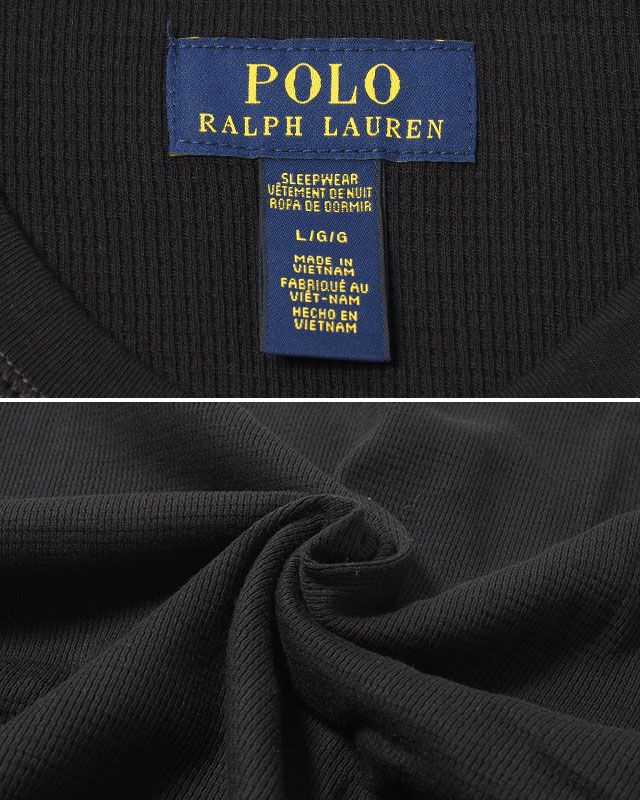 POLO
RALPH LAUREN
SLEEPWEAR
VÊTEMENT DE NUIT
ROPA DE DORMIR
L/G/G
MADE IN
VIETNAM
FABRIQUÉ AU
VIÊT-NAM
HECHO EN
VIETNAM